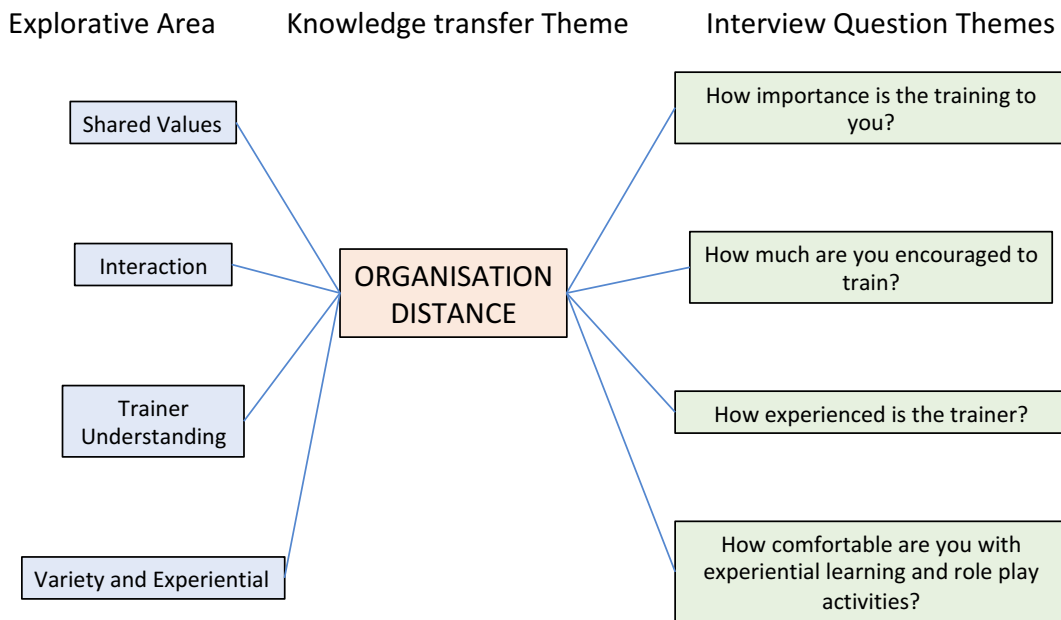 Explorative Area
Knowledge transfer Theme
Interview Question Themes
Shared Values
Interaction
Trainer
Understanding
Variety and Experiential
ORGANISATION
DISTANCE
How importance is the training to
you?
How much are you encouraged to
train?
How experienced is the trainer?
How comfortable are you with
experiential learning and role play
activities?